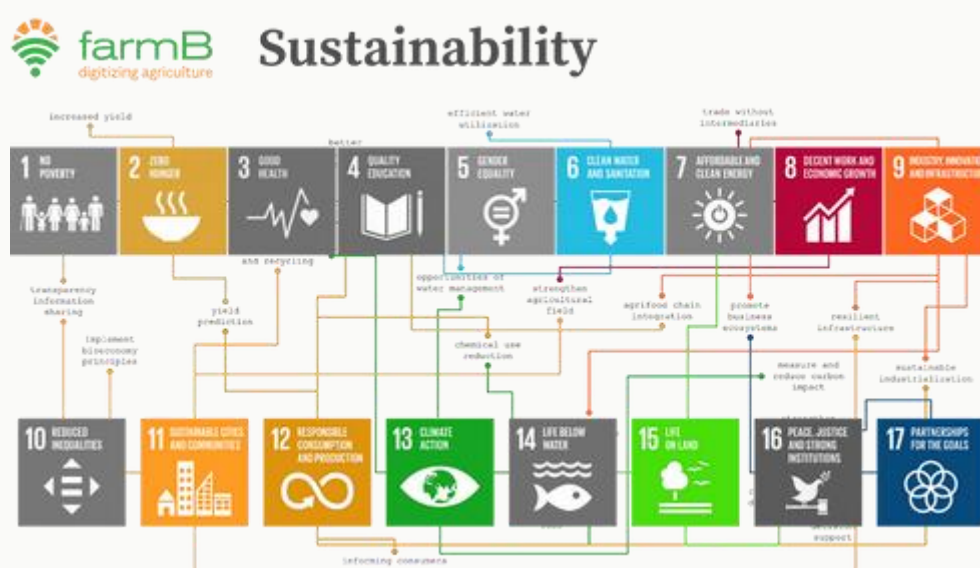 farmB
digitizing agriculture
Sustainability
increased yield
efficient water
utilization
trade without
intermediaries
better
1 NO
POVERTY
2 ZERO
HUNGER
3 GOOD
HEALTH
4 QUALITY
EDUCATION
5 GENDER
EQUALITY
6 CLEAN WATER
AND SANITATION
7 AFFORDABLE AND
CLEAN ENERGY
8 DECENT WORK AND
ECONOMIC GROWTH
9 INDUSTRY, INNOVATI
AND INFRASTRUCTU
and recycling
opportunities of
water management
transparency
information
sharing
yield
prediction
strengthen
agricultural
field
agrifood chain
integration
promote
business
ecosystems
resilient
infrastructure
implement
bioeconomy
principles
chemical use
reduction
measure and
reduce carbon
impact
sustainable
industrialization
10 REDUCED
INEQUALITIES
11 SUSTAINABLE CITIES
AND COMMUNITIES
12 RESPONSIBLE
CONSUMPTION
AND PRODUCTION
13 CLIMATE
ACTION
14 LIFE BELOW
WATER
15 LIFE
ON LAND
16 PEACE, JUSTICE
AND STRONG
INSTITUTIONS
17 PARTNERSHIPS
FOR THE GOALS
support
informing consumers